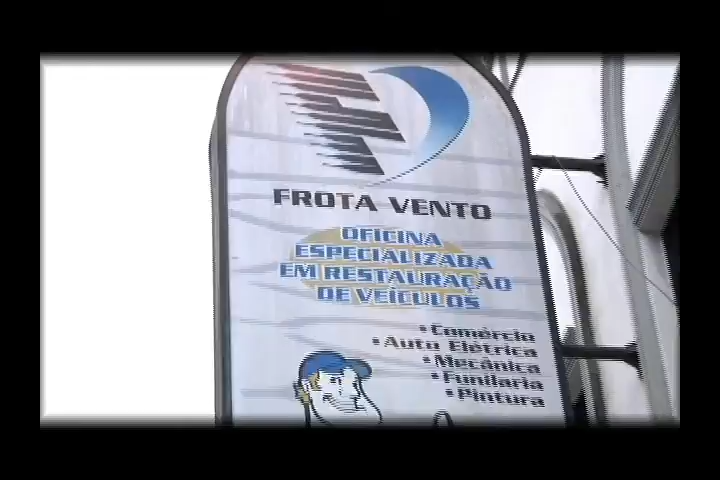 FROTA VENTO
OFICINA
ESPECIALIZADA
EM RESTAURAÇÃO
DE VEÍCULOS
•Comércio
•Auto Elétrica
•Mecânica
•Funilaria
•Pintura